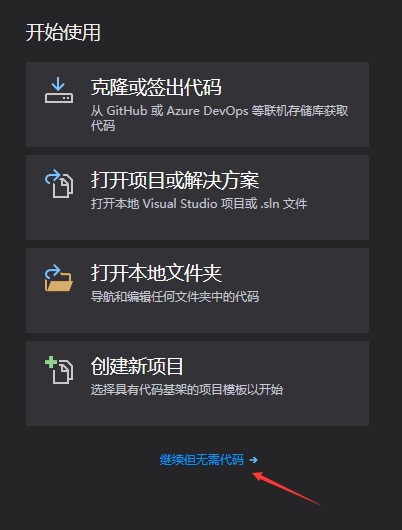 开始使用
克隆或签出代码
从 GitHub 或 Azure DevOps 等联机存储库获取
代码
打开项目或解决方案
打开本地 Visual Studio 项目或 .sln 文件
打开本地文件夹
导航和编辑任何文件夹中的代码
创建新项目
选择具有代码基架的项目模板以开始
继续但无需代码 →